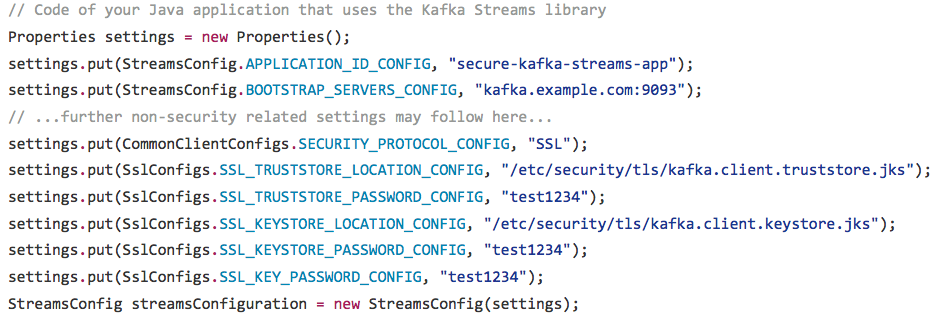 // Code of your Java application that uses the Kafka Streams library
Properties settings = new Properties();
settings.put(StreamsConfig.APPLICATION_ID_CONFIG, "secure-kafka-streams-app");
settings.put(StreamsConfig.BOOTSTRAP_SERVERS_CONFIG, "kafka.example.com:9093");
// ...further non-security related settings may follow here...
settings.put(CommonClientConfigs.SECURITY_PROTOCOL_CONFIG, "SSL");
settings.put(SslConfigs.SSL_TRUSTSTORE_LOCATION_CONFIG, "/etc/security/tls/kafka.client.truststore.jks");
settings.put(SslConfigs.SSL_TRUSTSTORE_PASSWORD_CONFIG, "test1234");
settings.put(SslConfigs.SSL_KEYSTORE_LOCATION_CONFIG, "/etc/security/tls/kafka.client.keystore.jks");
settings.put(SslConfigs.SSL_KEYSTORE_PASSWORD_CONFIG, "test1234");
settings.put(SslConfigs.SSL_KEY_PASSWORD_CONFIG, "test1234");
StreamsConfig streamsConfiguration = new StreamsConfig(settings);